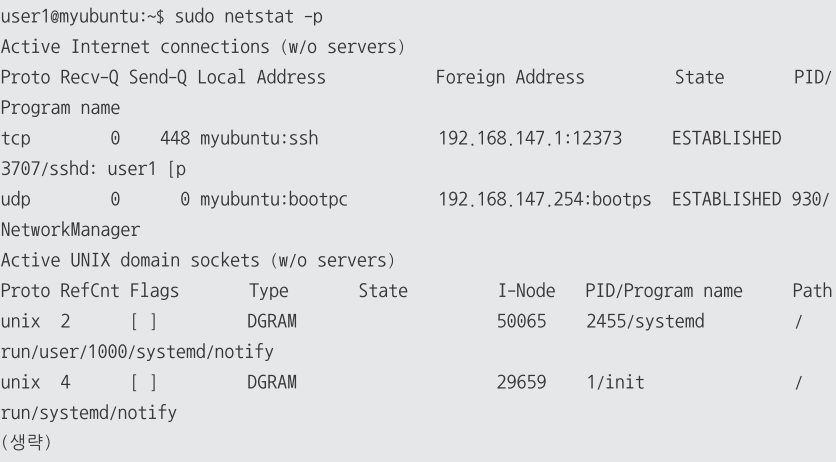 user1@myubuntu:~$ sudo netstat -p
Active Internet connections (w/o servers)
Proto Recv-Q Send-Q Local Address           Foreign Address         State       PID/
Program name
tcp        0    448 myubuntu:ssh            192.168.147.1:12373     ESTABLISHED
3707/sshd: user1 [p
udp        0      0 myubuntu:bootpc         192.168.147.254:bootps  ESTABLISHED 930/
NetworkManager
Active UNIX domain sockets (w/o servers)
Proto RefCnt Flags       Type       State         I-Node   PID/Program name     Path
unix  2      [ ]         DGRAM                    50065    2455/systemd         /
run/user/1000/systemd/notify
unix  4      [ ]         DGRAM                    29659    1/init               /
run/systemd/notify
(생략)